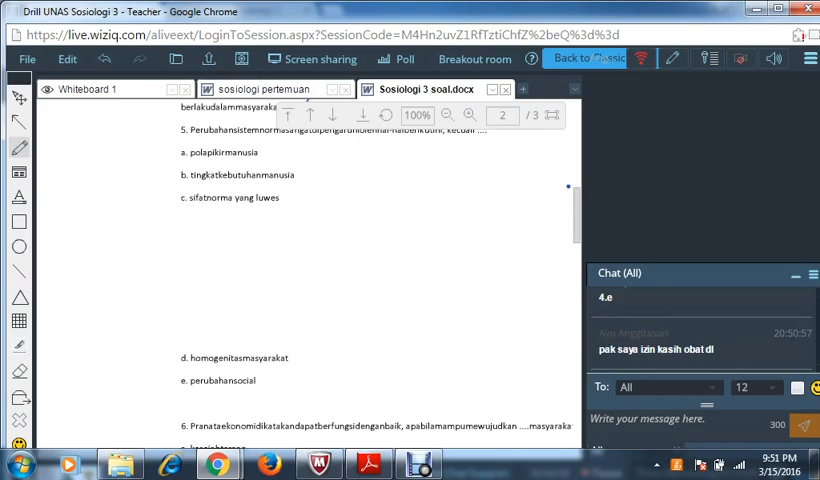 Drill UNAS Sosiologi 3 - Teacher - Google Chrome
https://live.wiziq.com/aliveext/LoginToSession.aspx?SessionCode=M4Hn2uvZ1RfTztiChfZ%2beQ%3d%3d
File Edit Screen sharing Poll Breakout room Back to Classic
Whiteboard 1 sosiologi pertemuan Sosiologi 3 soal.docx
berlakudalammasyaraka
100% 2 / 3
5. kecuali ....
a. polapikirmanusia
b. tingkatkebutuhanmanusia
c. sifatnorma yang luwes
d. homogenitasmasyarakat
e. perubahansocial
6. Pranataekonomidikatakandapatberfungsidenganbaik, apabilamampumewujudkan ....masyaraka
Chat (All)
4.e
Anggitasari 20:50:57
pak saya izin kasih obat dl
To: All 12
Write your message here.
300
9:51 PM
3/15/2016